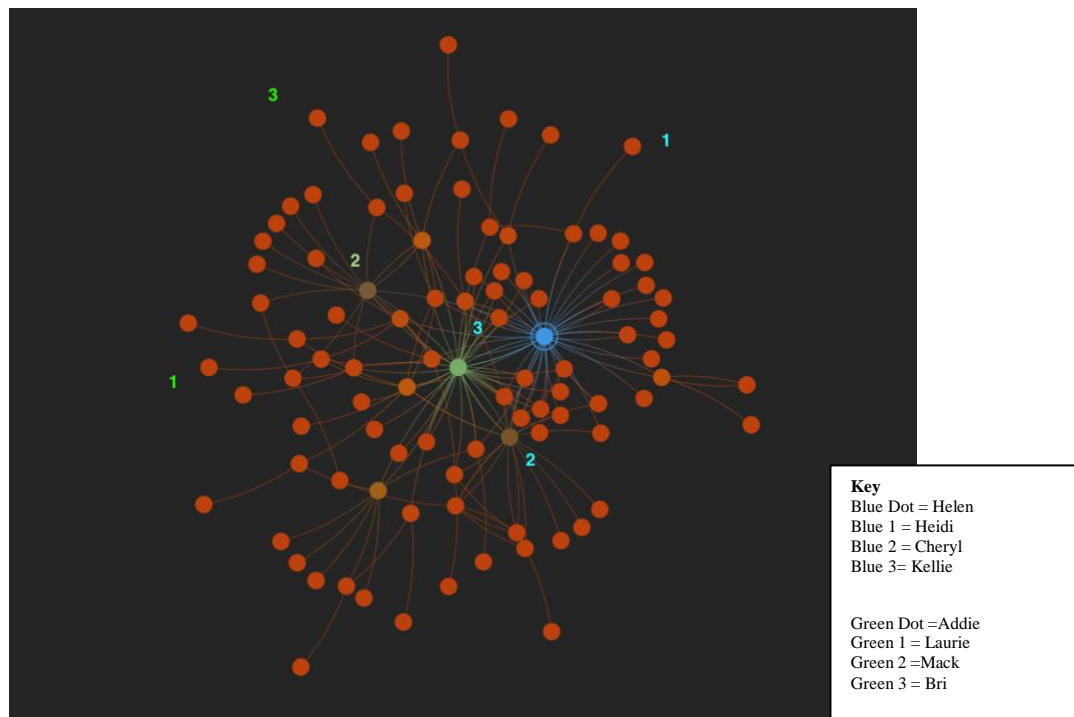 3
1
2
3
1
2
Key
Blue Dot = Helen
Blue 1 = Heidi
Blue 2 = Cheryl
Blue 3= Kellie
Green Dot =Addie
Green 1 = Laurie
Green 2 =Mack
Green 3 = Bri